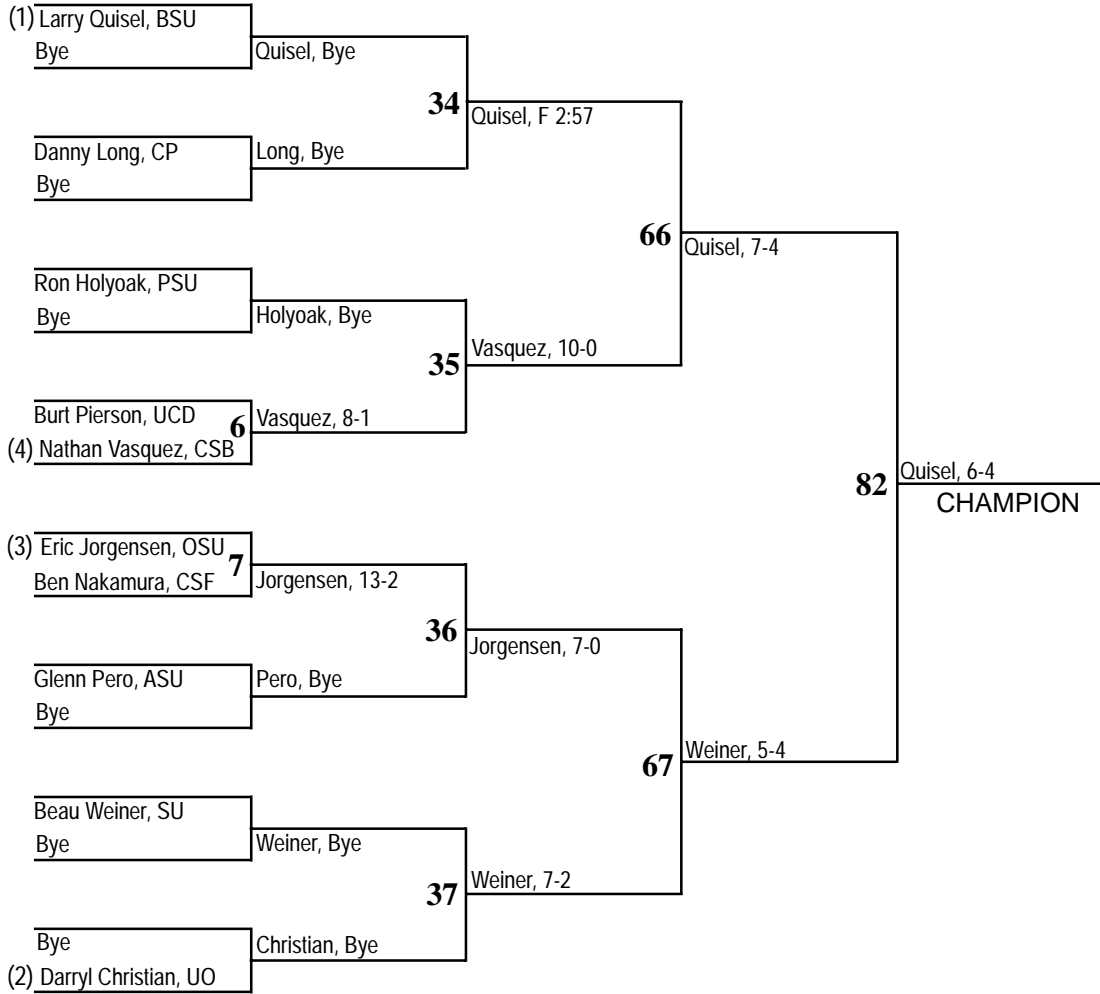 (1) Larry Quisel, BSU
Bye
Quisel, Bye
34
Quisel, F 2:57
Danny Long, CP
Bye
Long, Bye
66
Quisel, 7-4
Ron Holyoak, PSU
Bye
Holyoak, Bye
35
Vasquez, 10-0
Burt Pierson, UCD
(4) Nathan Vasquez, CSB
6
Vasquez, 8-1
82
Quisel, 6-4
CHAMPION
(3) Eric Jorgensen, OSU
Ben Nakamura, CSF
7
Jorgensen, 13-2
36
Jorgensen, 7-0
Glenn Pero, ASU
Bye
Pero, Bye
67
Weiner, 5-4
Beau Weiner, SU
Bye
Weiner, Bye
37
Weiner, 7-2
Bye
(2) Darryl Christian, UO
Christian, Bye